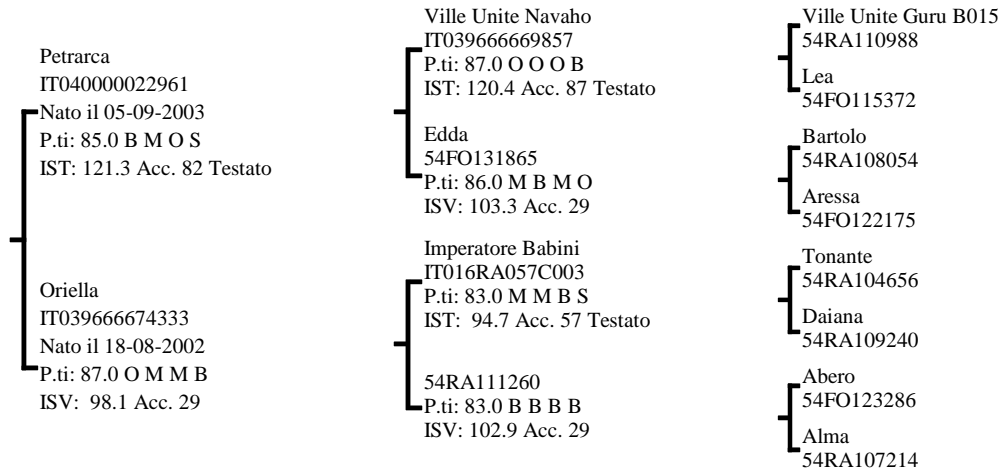 Petrarca
IT040000022961
Nato il 05-09-2003
P.ti: 85.0 B M O S
IST: 121.3 Acc. 82 Testato
Oriella
IT039666674333
Nato il 18-08-2002
P.ti: 87.0 O M M B
ISV:  98.1 Acc. 29
Ville Unite Navaho
IT039666669857
P.ti: 87.0 O O O B
IST: 120.4 Acc. 87 Testato
Edda
54FO131865
P.ti: 86.0 M B M O
ISV: 103.3 Acc. 29
Imperatore Babini
IT016RA057C003
P.ti: 83.0 M M B S
IST:  94.7 Acc. 57 Testato
54RA111260
P.ti: 83.0 B B B B
ISV: 102.9 Acc. 29
Ville Unite Guru B015
54RA110988
Lea
54FO115372
Bartolo
54RA108054
Aressa
54FO122175
Tonante
54RA104656
Daiana
54RA109240
Abero
54FO123286
Alma
54RA107214